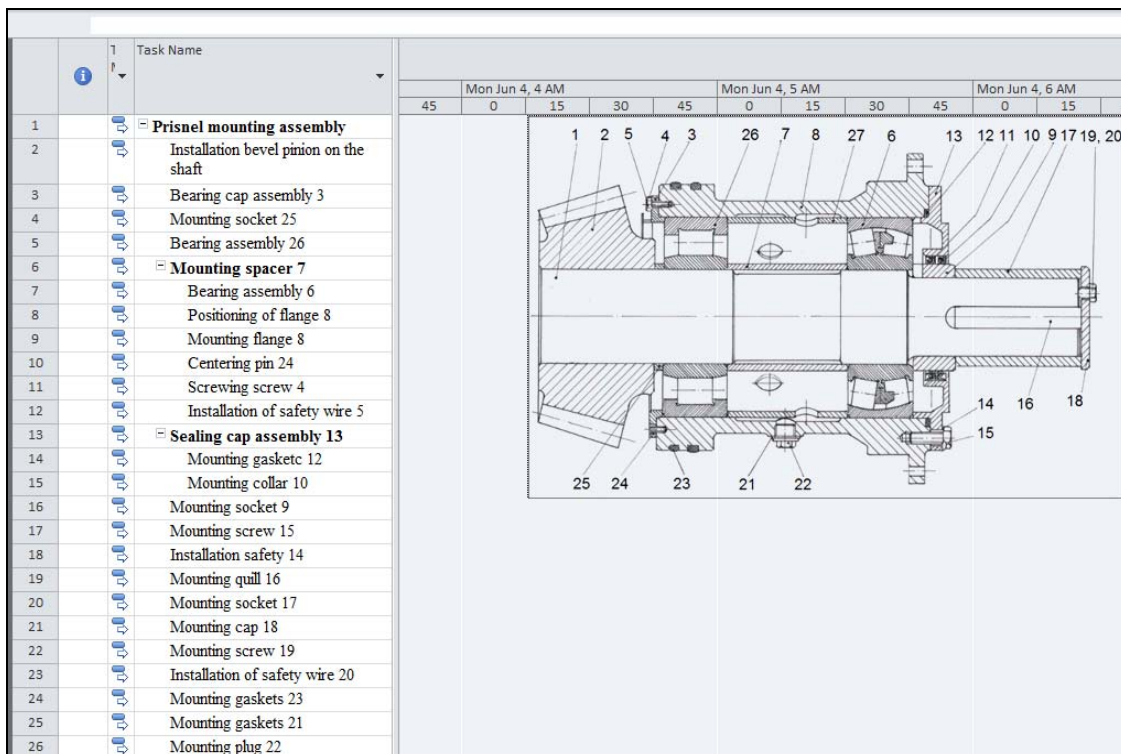 T
M
Task Name
Mon Jun 4, 4 AM Mon Jun 4, 5 AM Mon Jun 4, 6 AM
45 0 15 30 45 0 15 30 45 0 15
1 Prisnel mounting assembly
2 Installation bevel pinion on the
shaft
3 Bearing cap assembly 3
4 Mounting socket 25
5 Bearing assembly 26
6 Mounting spacer 7
7 Bearing assembly 6
8 Positioning of flange 8
9 Mounting flange 8
10 Centering pin 24
11 Screwing screw 4
12 Installation of safety wire 5
13 Sealing cap assembly 13
14 Mounting gasketc 12
15 Mounting collar 10
16 Mounting socket 9
17 Mounting screw 15
18 Installation safety 14
19 Mounting quill 16
20 Mounting socket 17
21 Mounting cap 18
22 Mounting screw 19
23 Installation of safety wire 20
24 Mounting gaskets 23
25 Mounting gaskets 21
26 Mounting plug 22
1 2 5 4 3 26 7 8 27 6 13 12 11 10 9 17 19, 20
14 16 18
15
25 24 23 21 22